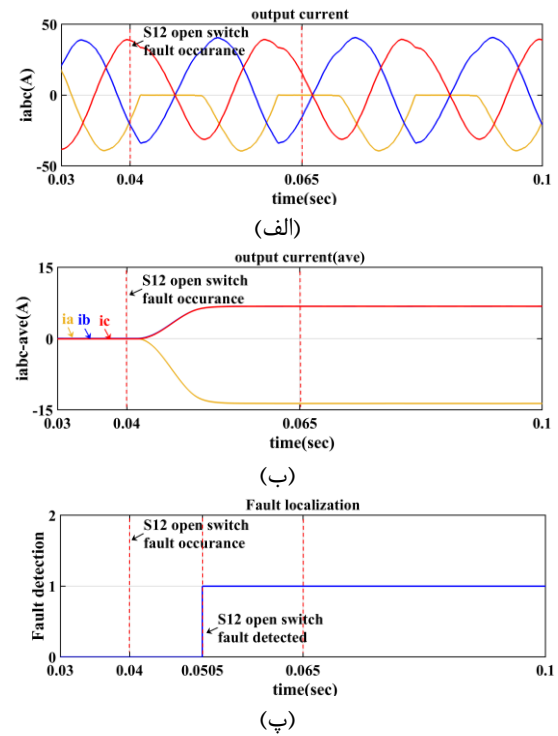 output current
50
0
-50
iabc(A)
S12 open switch
fault occurance
0.03
0.04
0.065
0.1
time(sec)
(الف)
output current(ave)
15
0
-15
iabc-ave(A)
S12 open switch
fault occurance
ia ib ic
0.03
0.04
0.065
0.1
time(sec)
(ب)
Fault localization
2
1
0
Fault detection
S12 open switch
fault occurance
S12 open switch
fault detected
0.03
0.04
0.0505
0.065
0.1
time(sec)
(پ)